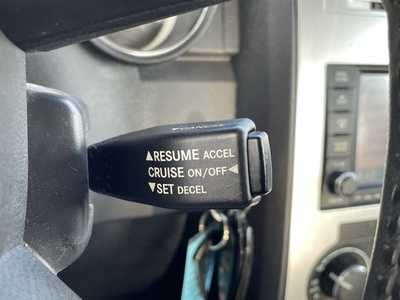 ▲RESUME ACCEL
CRUISE ON/OFF◀
▼SET DECEL